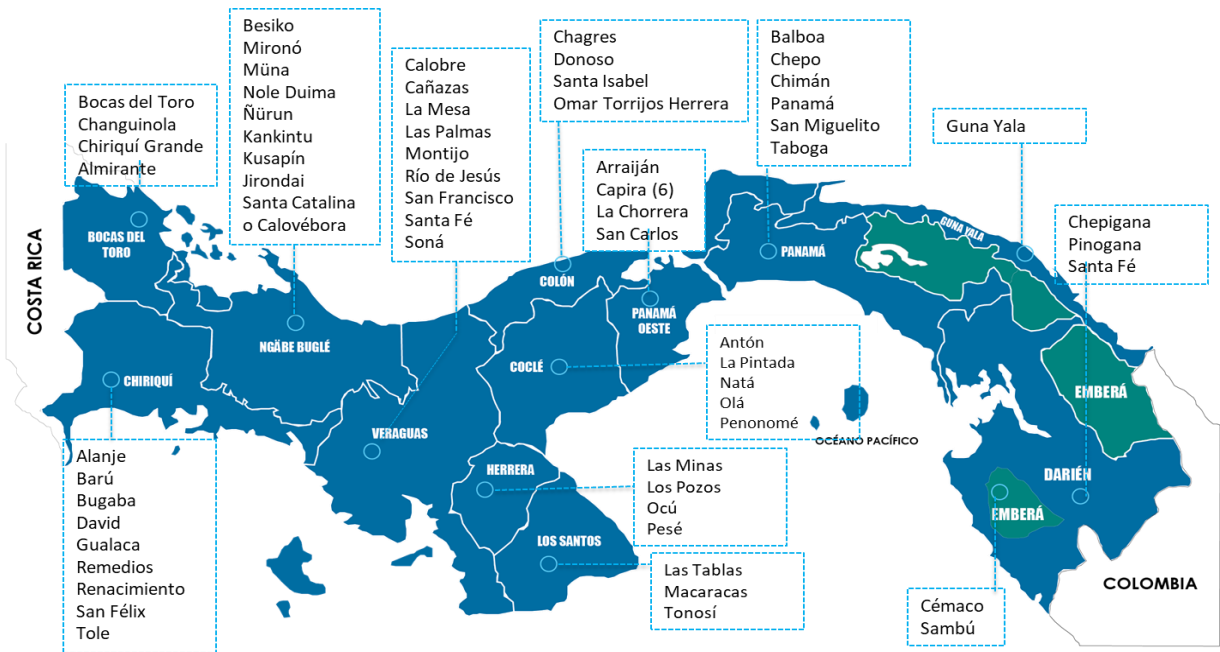 Besiko
Mironó
Müna
Nole Duima
Ñürun
Kankintu
Kusapín
Jirondai
Santa Catalina
o Calovébora
Calobre
Cañazas
La Mesa
Las Palmas
Montijo
Río de Jesús
San Francisco
Santa Fé
Soná
Chagres
Donoso
Santa Isabel
Omar Torrijos Herrera
Balboa
Chepo
Chimán
Panamá
San Miguelito
Taboga
Bocas del Toro
Changuinola
Chiriquí Grande
Almirante
Guna Yala
Arraiján
Capira (6)
La Chorrera
San Carlos
Chepigana
Pinogana
Santa Fé
COSTA RICA
BOCAS DEL
TORO
NGÄBE BUGLÉ
CHIRIQUÍ
VERAGUAS
COLÓN
COCLÉ
PANAMÁ
OESTE
PANAMÁ
GUNA YALA
EMBERÁ
DARIÉN
EMBERÁ
HERRERA
LOS SANTOS
Antón
La Pintada
Natá
Olá
Penonomé
OCÉANO PACÍFICO
Alanje
Barú
Bugaba
David
Gualaca
Remedios
Renacimiento
San Félix
Tole
Las Minas
Los Pozos
Ocú
Pesé
Las Tablas
Macaracas
Tonosí
Cémaco
Sambú
COLOMBIA